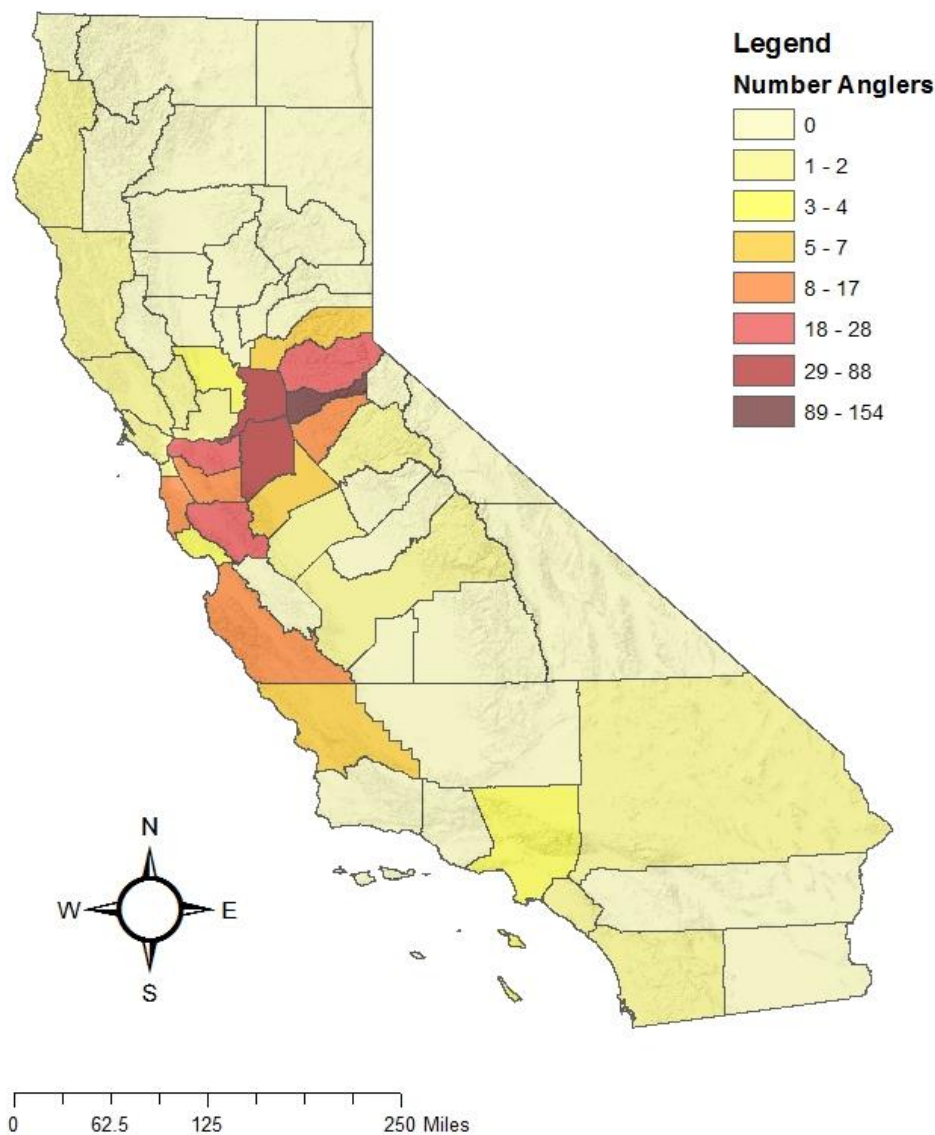 Legend
Number Anglers
0
1 - 2
3 - 4
5 - 7
8 - 17
18 - 28
29 - 88
89 - 154
N
W E
S
0 62.5 125 250 Miles